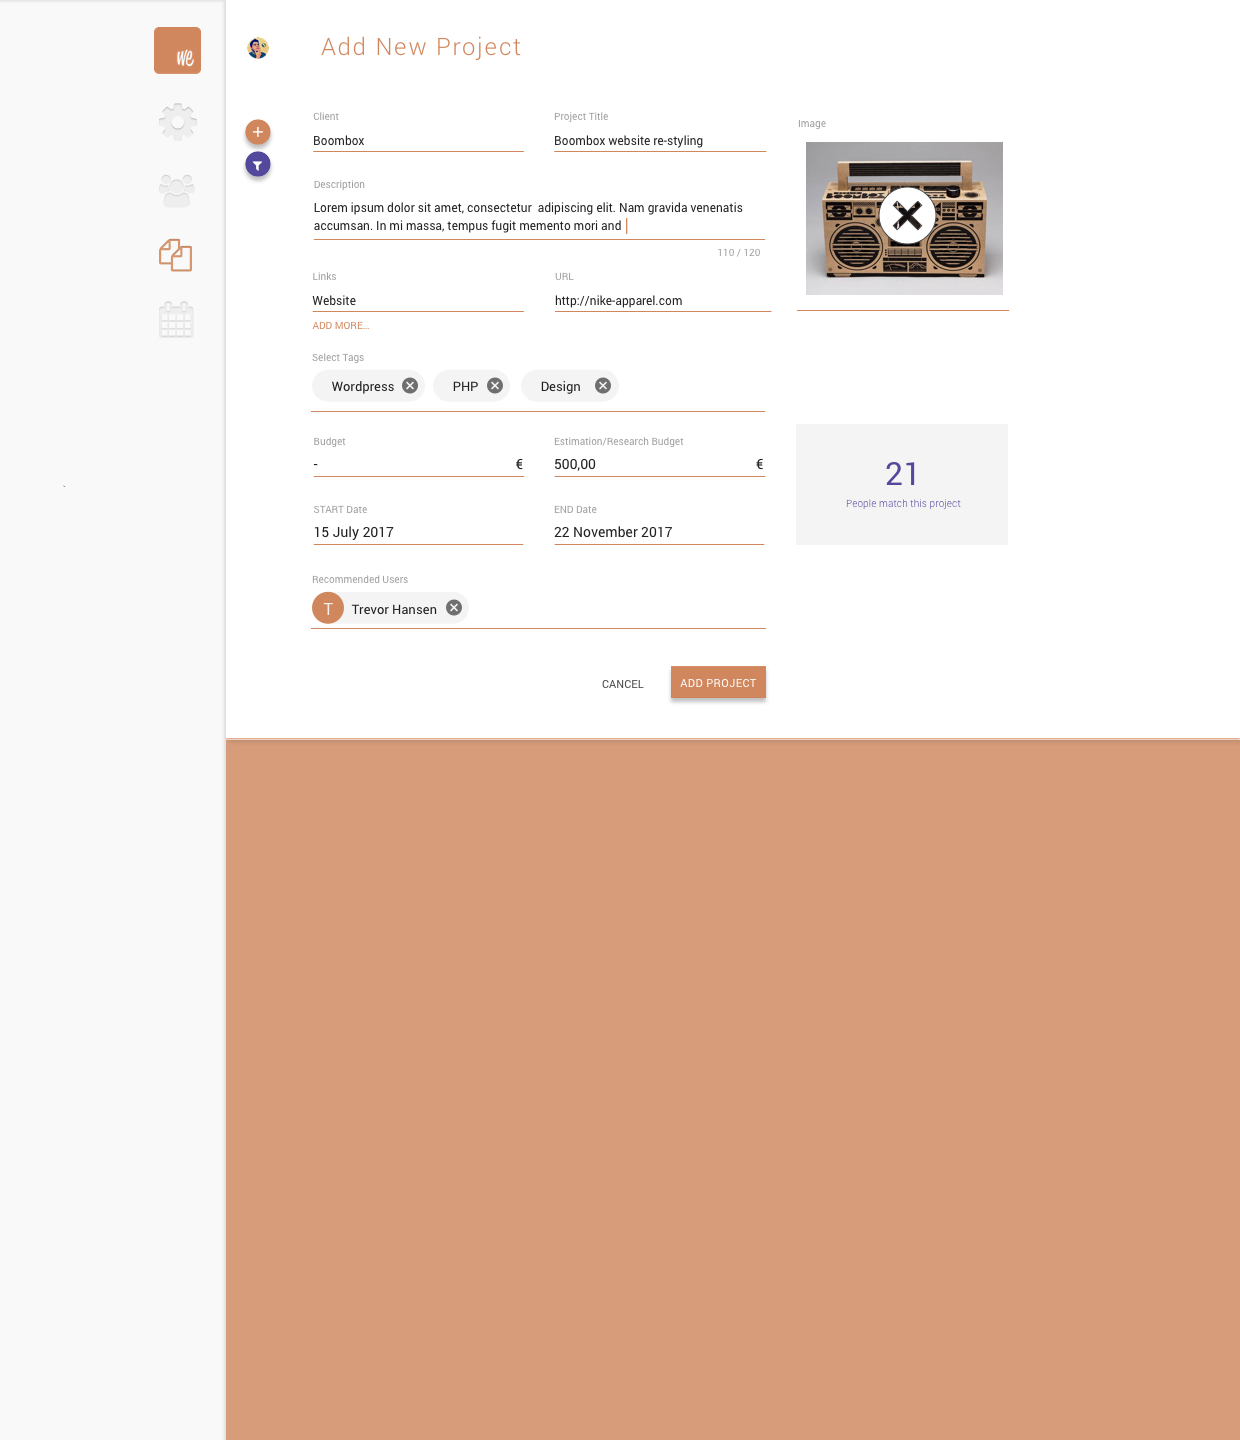 we
Add New Project
Client
Project Title
Image
Boombox
Boombox website re-styling
Description
Lorem ipsum dolor sit amet, consectetur  adipiscing elit. Nam gravida venenatis
accumsan. In mi massa, tempus fugit memento mori and
110 / 120
Links
URL
Website
http://nike-apparel.com
ADD MORE...
Select Tags
Wordpress
PHP
Design
Budget
Estimation/Research Budget
- €
500,00 €
21
People match this project
START Date
END Date
15 July 2017
22 November 2017
Recommended Users
T Trevor Hansen
CANCEL
ADD PROJECT